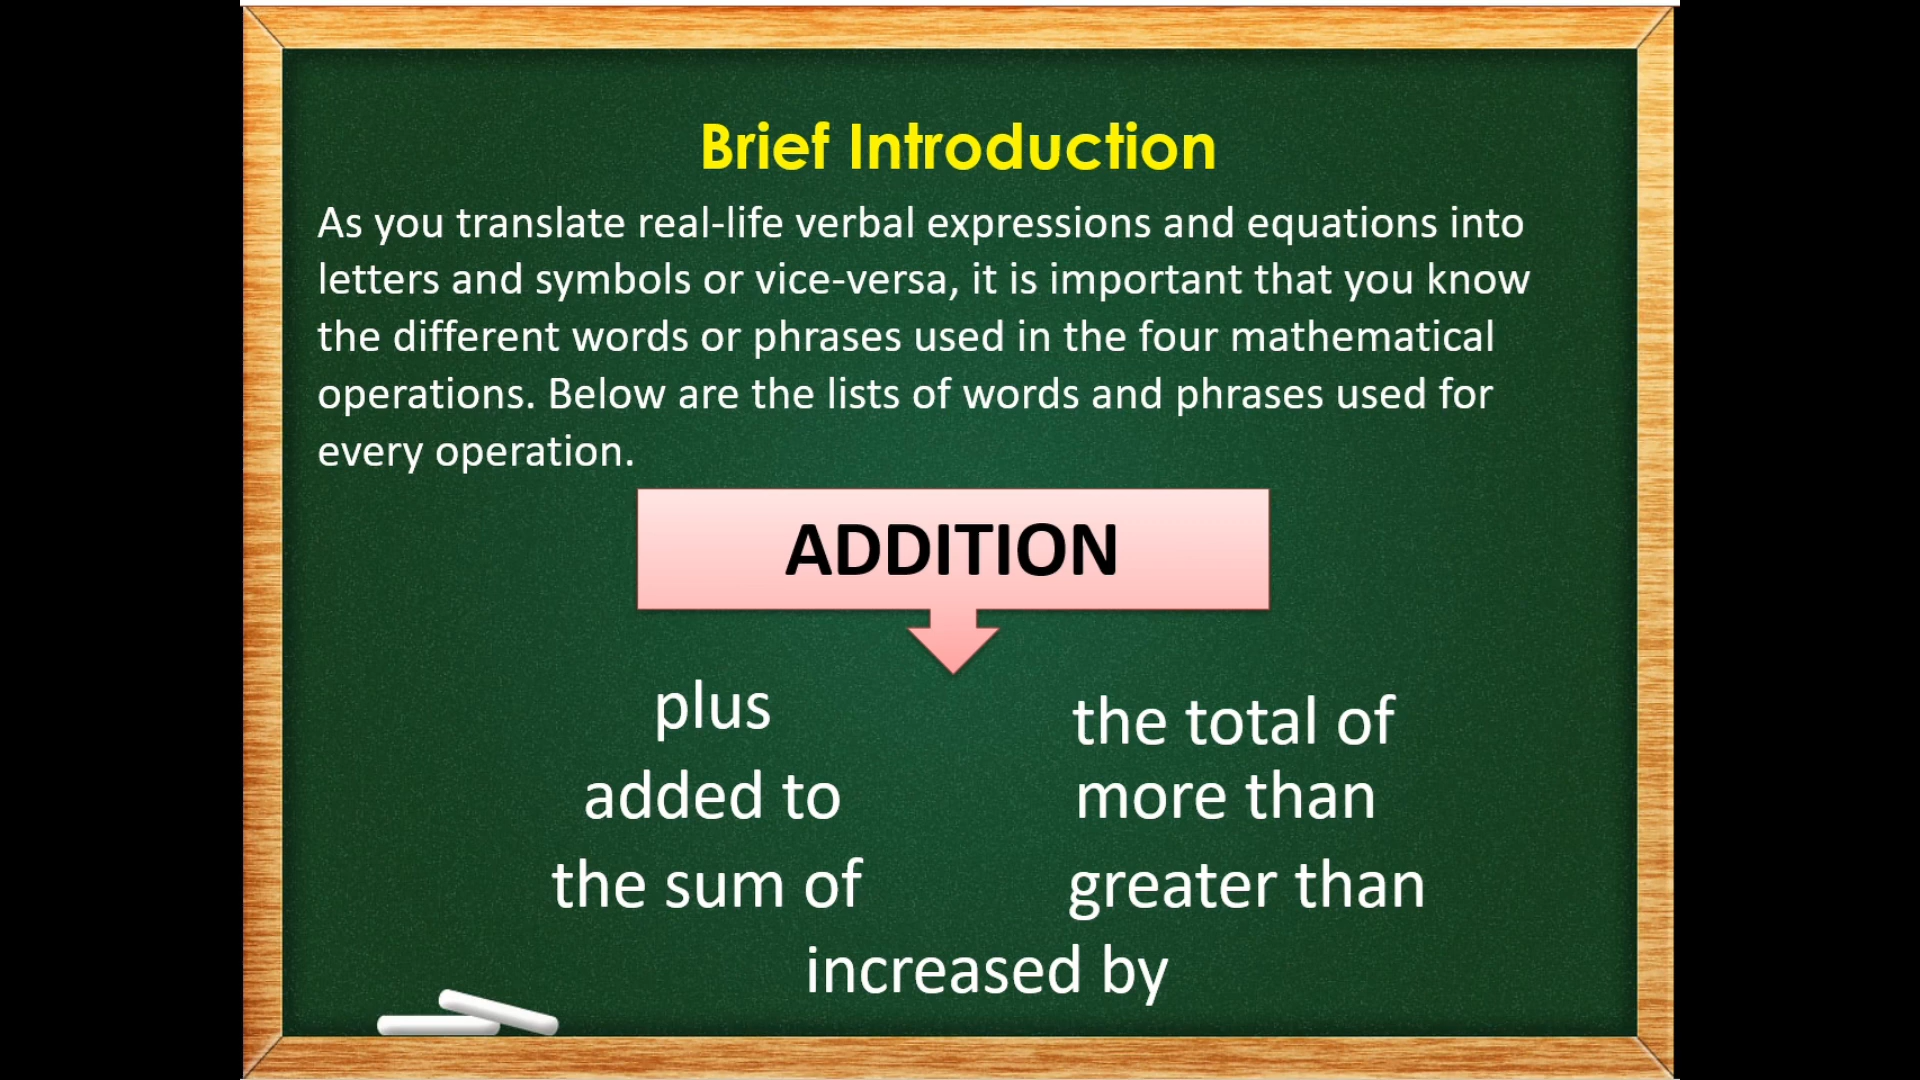 Brief Introduction
As you translate real-life verbal expressions and equations into
letters and symbols or vice-versa, it is important that you know
the different words or phrases used in the four mathematical
operations. Below are the lists of words and phrases used for
every operation.
ADDITION
plus
the total of
added to
more than
the sum of
greater than
increased by